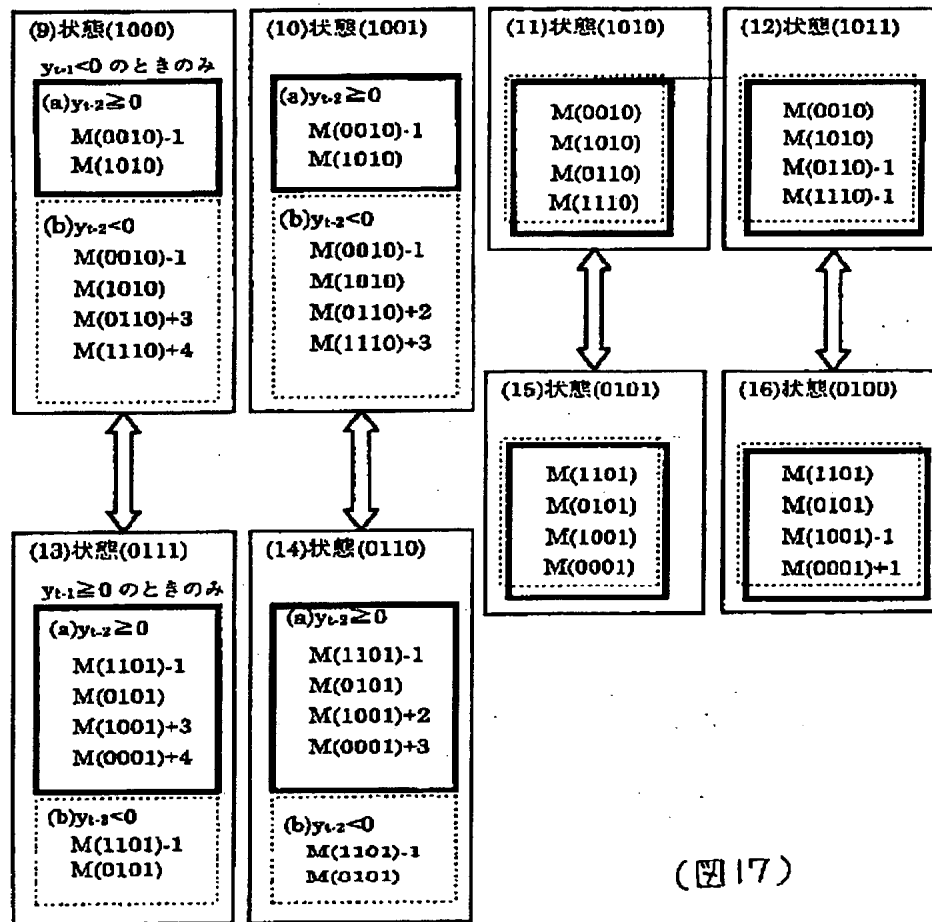 (9)状態(1000)
yt-1<0 のときのみ
(a)yt-2≧0
M(0010)-1
M(1010)
(b)yt-2<0
M(0010)-1
M(1010)
M(0110)+3
M(1110)+4
(10)状態(1001)
(a)yt-2≧0
M(0010)-1
M(1010)
(b)yt-2<0
M(0010)-1
M(1010)
M(0110)+2
M(1110)+3
(11)状態(1010)
M(0010)
M(1010)
M(0110)
M(1110)
(12)状態(1011)
M(0010)
M(1010)
M(0110)-1
M(1110)-1
(13)状態(0111)
yt-1≧0 のときのみ
(a)yt-2≧0
M(1101)-1
M(0101)
M(1001)+3
M(0001)+4
(b)yt-2<0
M(1101)-1
M(0101)
(14)状態(0110)
(a)yt-2≧0
M(1101)-1
M(0101)
M(1001)+2
M(0001)+3
(b)yt-2<0
M(1101)-1
M(0101)
(15)状態(0101)
M(1101)
M(0101)
M(1001)
M(0001)
(16)状態(0100)
M(1101)
M(0101)
M(1001)-1
M(0001)+1
(図17)